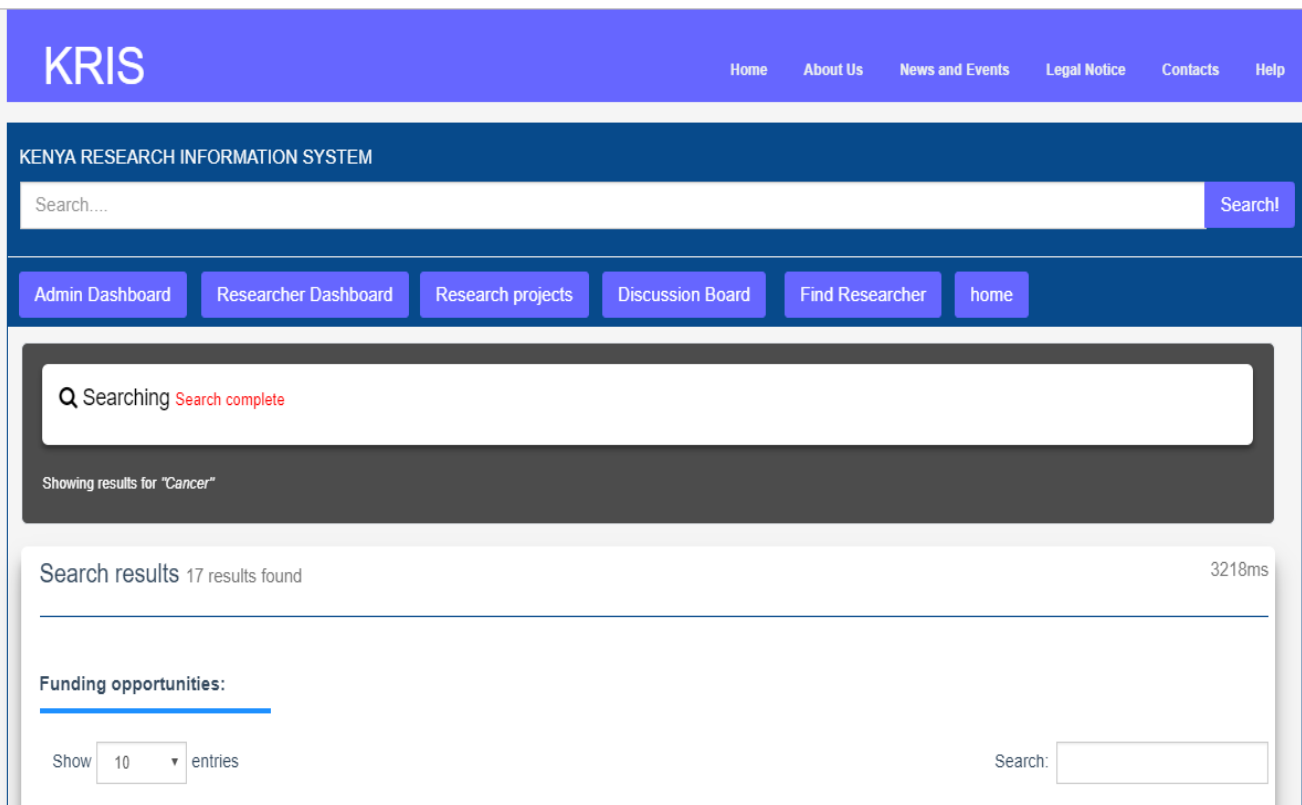 KRIS
Home About Us News and Events Legal Notice Contacts Help
KENYA RESEARCH INFORMATION SYSTEM
Search.... Search!
Admin Dashboard Researcher Dashboard Research projects Discussion Board Find Researcher home
Searching Search complete
Showing results for "Cancer"
Search results 17 results found 3218ms
Funding opportunities:
Show 10 entries Search: